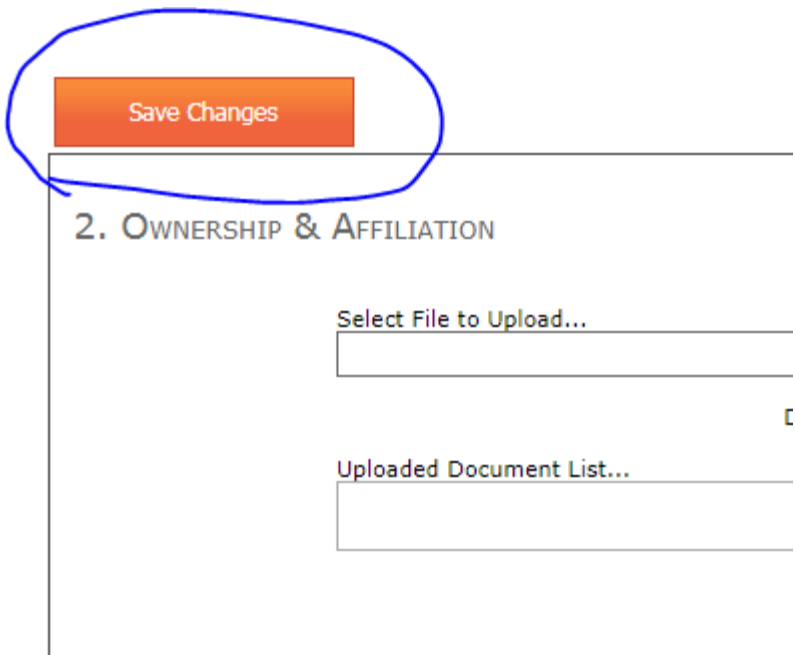 Save Changes
2. Ownership & Affiliation
Select File to Upload...
Uploaded Document List...